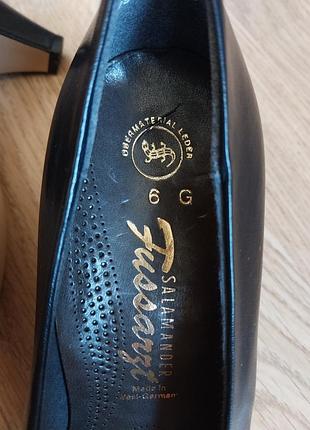 OBERMATERIAL LEDER
6 G
Fussarzt
SALAMANDER
Made in
West-Germany